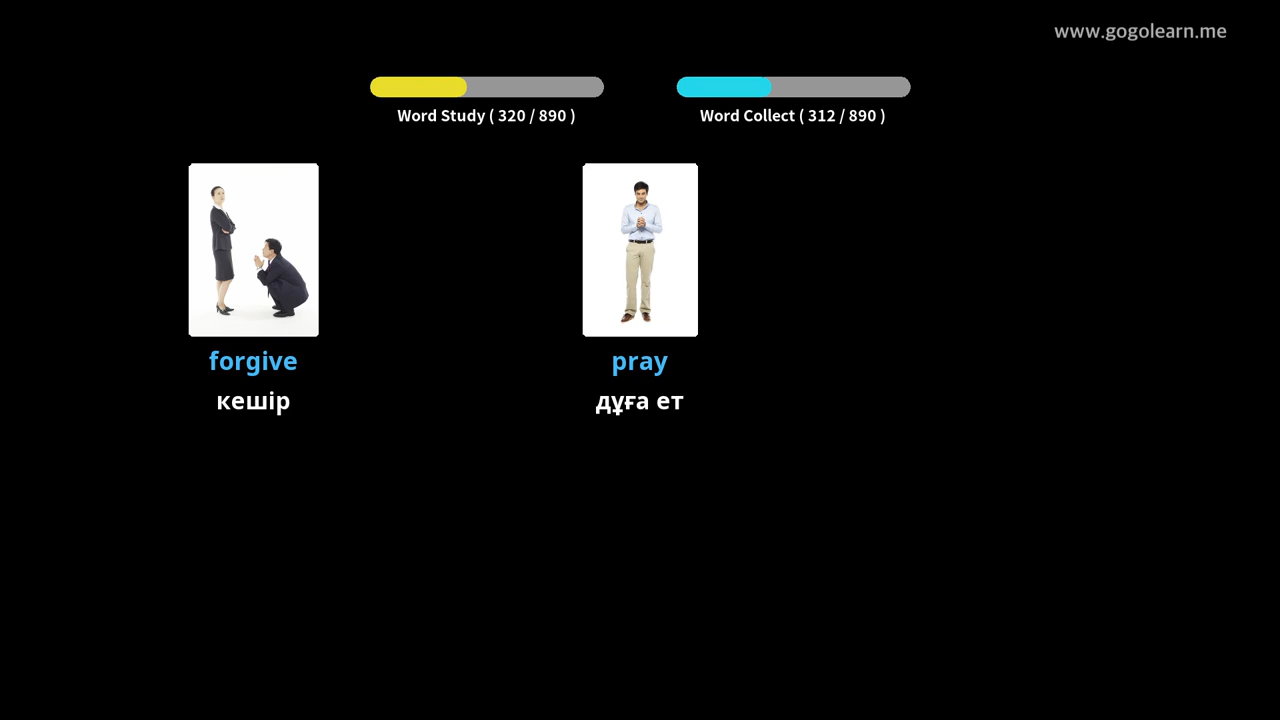 www.gogolearn.me
Word Study ( 320 / 890 )
Word Collect ( 312 / 890 )
forgive
кешір
pray
дұға ет